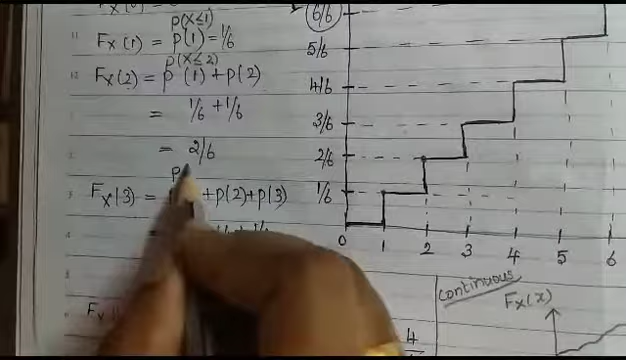 P(X≤1)
Fx(1) = P(1) = 1/6
P(X≤2)
Fx(2) = P(1) + P(2)
= 1/6 + 1/6
= 2/6
P
Fx(3) = + P(2) + P(3)
6/6
5/6
4/6
3/6
2/6
1/6
0 1 2 3 4 5 6
continuous
Fx(x)
4